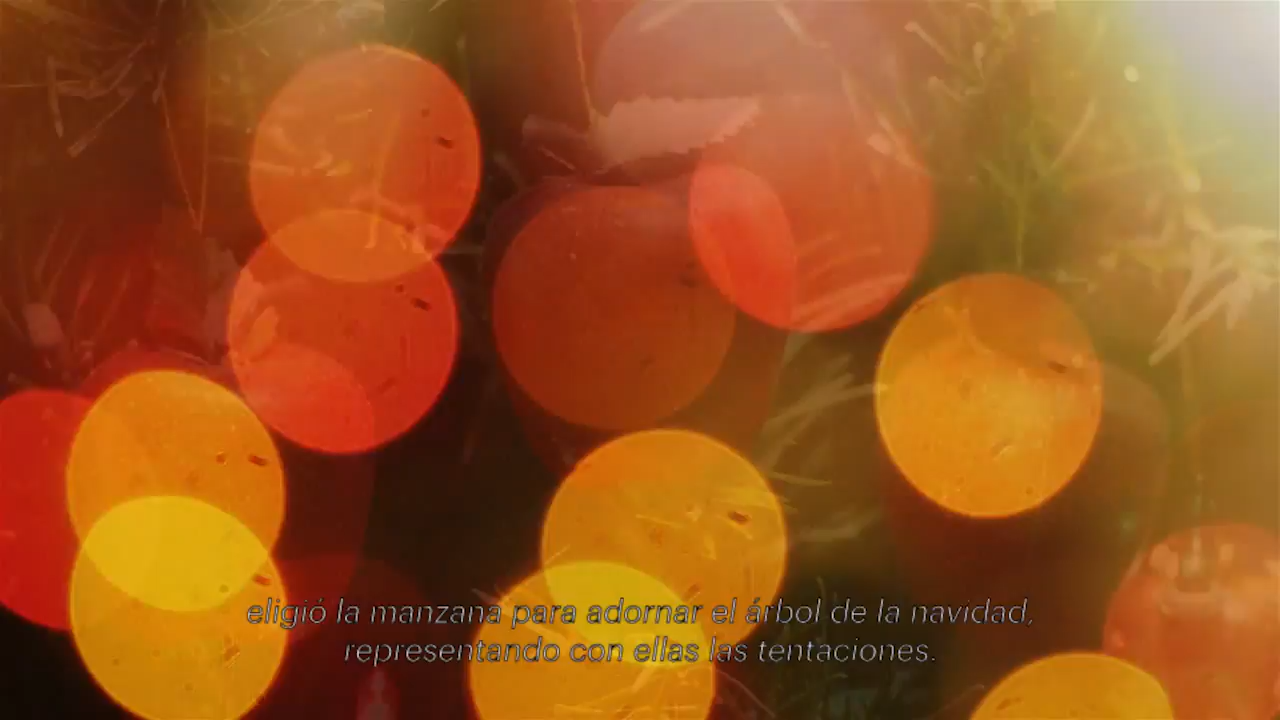 eligió la manzana para adornar el árbol de la navidad,
representando con ellas las tentaciones.